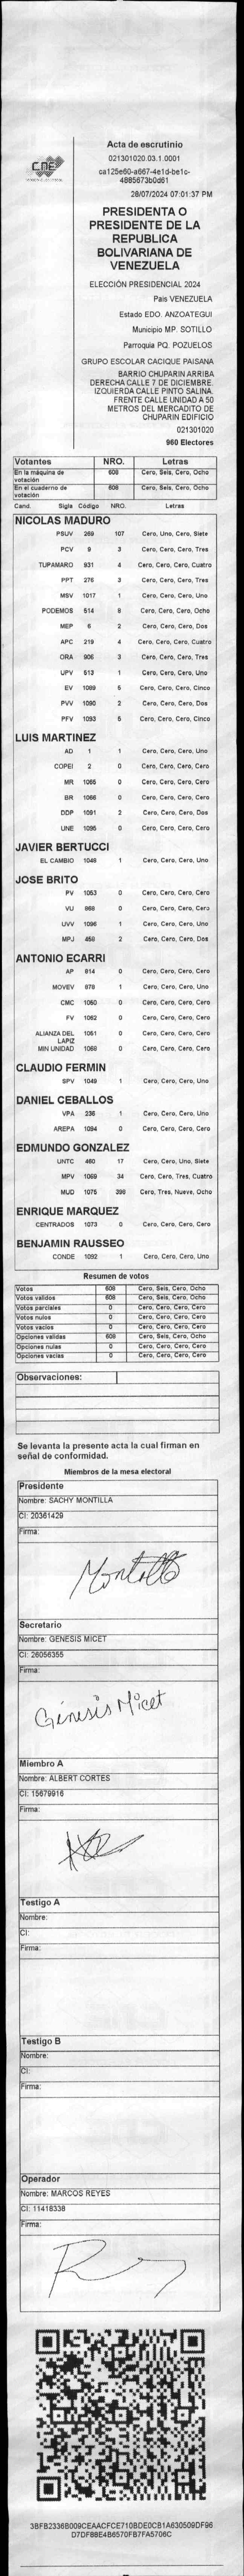 Acta de escrutinio
021301020.03.1.0001
ca125e60-a667-4e1d-be1c-
4885673b0d61
28/07/2024 07:01:37 PM
PRESIDENTA O
PRESIDENTE DE LA
REPUBLICA
BOLIVARIANA DE
VENEZUELA
ELECCIÓN PRESIDENCIAL 2024
Pais VENEZUELA
Estado EDO. ANZOATEGUI
Municipio MP. SOTILLO
Parroquia PQ. POZUELOS
GRUPO ESCOLAR CACIQUE PAISANA
BARRIO CHUPARIN ARRIBA
DERECHA CALLE 7 DE DICIEMBRE.
IZQUIERDA CALLE PINTO SALINA.
FRENTE CALLE UNIDAD A 50
METROS DEL MERCADITO DE
CHUPARIN EDIFICIO
021301020
960 Electores
Votantes NRO. Letras
En la máquina de votación 608 Cero, Seis, Cero, Ocho
En el cuaderno de votación 608 Cero, Seis, Cero, Ocho
Cand. Sigla Código NRO. Letras
NICOLAS MADURO
PSUV 269 107 Cero, Uno, Cero, Siete
PCV 9 3 Cero, Cero, Cero, Tres
TUPAMARO 931 4 Cero, Cero, Cero, Cuatro
PPT 276 3 Cero, Cero, Cero, Tres
MSV 1017 1 Cero, Cero, Cero, Uno
PODEMOS 514 8 Cero, Cero, Cero, Ocho
MEP 6 2 Cero, Cero, Cero, Dos
APC 219 4 Cero, Cero, Cero, Cuatro
ORA 906 3 Cero, Cero, Cero, Tres
UPV 513 1 Cero, Cero, Cero, Uno
EV 1089 5 Cero, Cero, Cero, Cinco
PVV 1090 2 Cero, Cero, Cero, Dos
PFV 1093 5 Cero, Cero, Cero, Cinco
LUIS MARTINEZ
AD 1 1 Cero, Cero, Cero, Uno
COPEI 2 0 Cero, Cero, Cero, Cero
MR 1065 0 Cero, Cero, Cero, Cero
BR 1066 0 Cero, Cero, Cero, Cero
DDP 1091 2 Cero, Cero, Cero, Dos
UNE 1095 0 Cero, Cero, Cero, Cero
JAVIER BERTUCCI
EL CAMBIO 1048 1 Cero, Cero, Cero, Uno
JOSE BRITO
PV 1053 0 Cero, Cero, Cero, Cero
VU 868 0 Cero, Cero, Cero, Cero
UVV 1096 1 Cero, Cero, Cero, Uno
MPJ 459 2 Cero, Cero, Cero, Dos
ANTONIO ECARRI
AP 814 0 Cero, Cero, Cero, Cero
MOVEV 878 1 Cero, Cero, Cero, Uno
CMC 1050 0 Cero, Cero, Cero, Cero
FV 1052 0 Cero, Cero, Cero, Cero
ALIANZA DEL LAPIZ 1051 0 Cero, Cero, Cero, Cero
MIN UNIDAD 1068 0 Cero, Cero, Cero, Cero
CLAUDIO FERMIN
SPV 1049 1 Cero, Cero, Cero, Uno
DANIEL CEBALLOS
VPA 236 1 Cero, Cero, Cero, Uno
AREPA 1084 0 Cero, Cero, Cero, Cero
EDMUNDO GONZALEZ
UNTC 460 17 Cero, Cero, Uno, Siete
MPV 1069 34 Cero, Cero, Tres, Cuatro
MUD 1075 398 Cero, Tres, Nueve, Ocho
ENRIQUE MARQUEZ
CENTRADOS 1073 0 Cero, Cero, Cero, Cero
BENJAMIN RAUSSEO
CONDE 1092 1 Cero, Cero, Cero, Uno
Resumen de votos
Votos 608 Cero, Seis, Cero, Ocho
Votos validos 608 Cero, Seis, Cero, Ocho
Votos parciales 0 Cero, Cero, Cero, Cero
Votos nulos 0 Cero, Cero, Cero, Cero
Votos vacios 0 Cero, Cero, Cero, Cero
Opciones validas 608 Cero, Seis, Cero, Ocho
Opciones nulas 0 Cero, Cero, Cero, Cero
Opciones vacias 0 Cero, Cero, Cero, Cero
Observaciones:
Se levanta la presente acta la cual firman en
señal de conformidad.
Miembros de la mesa electoral
Presidente
Nombre: SACHY MONTILLA
CI: 20361429
Firma:
Secretario
Nombre: GENESIS MICET
CI: 26056355
Firma:
Génesis Micet
Miembro A
Nombre: ALBERT CORTES
CI: 15679916
Firma:
Testigo A
Nombre:
CI:
Firma:
Testigo B
Nombre:
CI:
Firma:
Operador
Nombre: MARCOS REYES
CI: 11418338
Firma:
3BFB2336B009CEAACFCE710BDE0CB1A630509DF96
D7DF88E4B6570FB7FA5706C